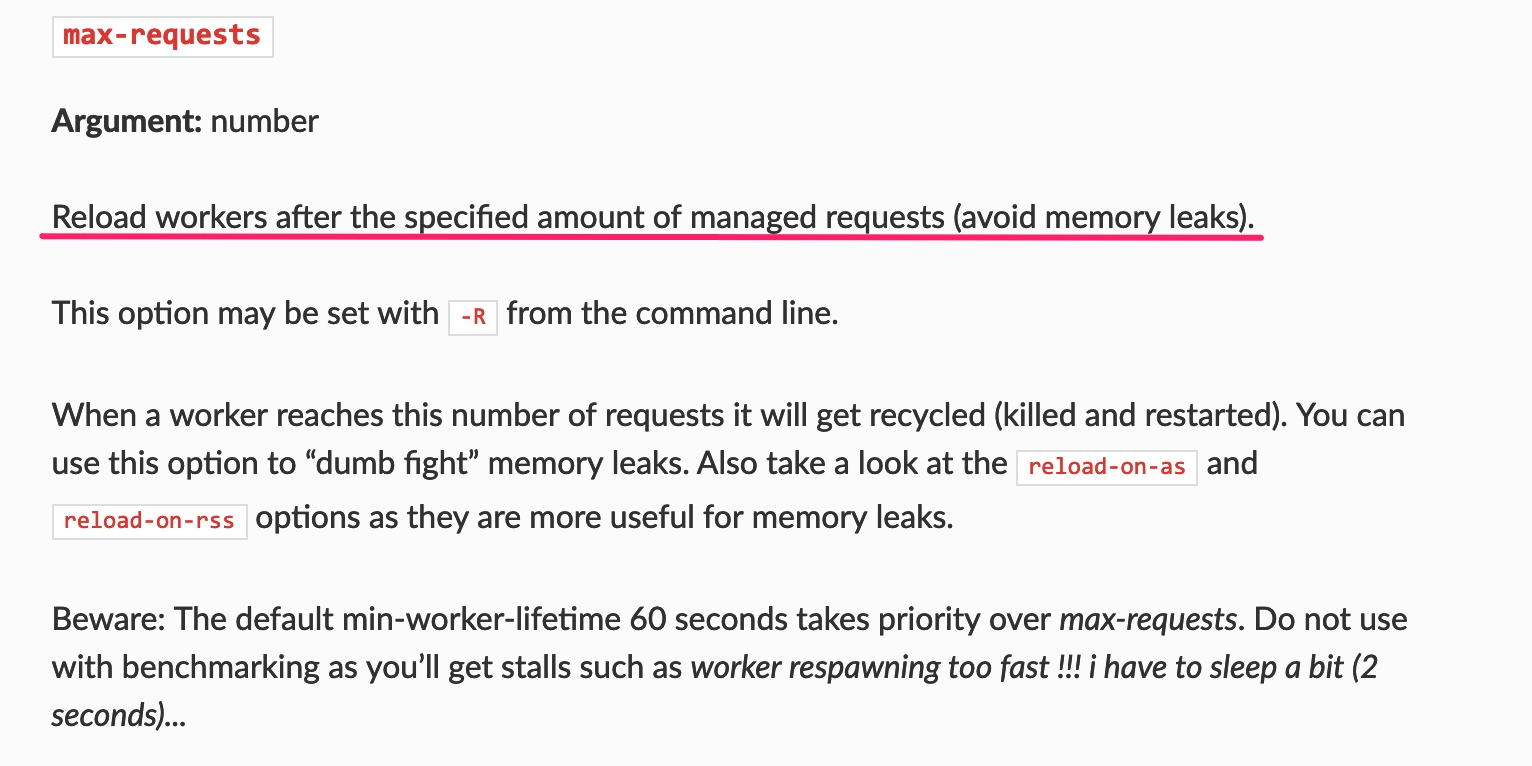 max-requests
Argument: number
Reload workers after the specified amount of managed requests (avoid memory leaks).
This option may be set with -R from the command line.
When a worker reaches this number of requests it will get recycled (killed and restarted). You can
use this option to “dumb fight” memory leaks. Also take a look at the reload-on-as and
reload-on-rss options as they are more useful for memory leaks.
Beware: The default min-worker-lifetime 60 seconds takes priority over max-requests. Do not use
with benchmarking as you’ll get stalls such as worker respawning too fast !!! i have to sleep a bit (2
seconds)…